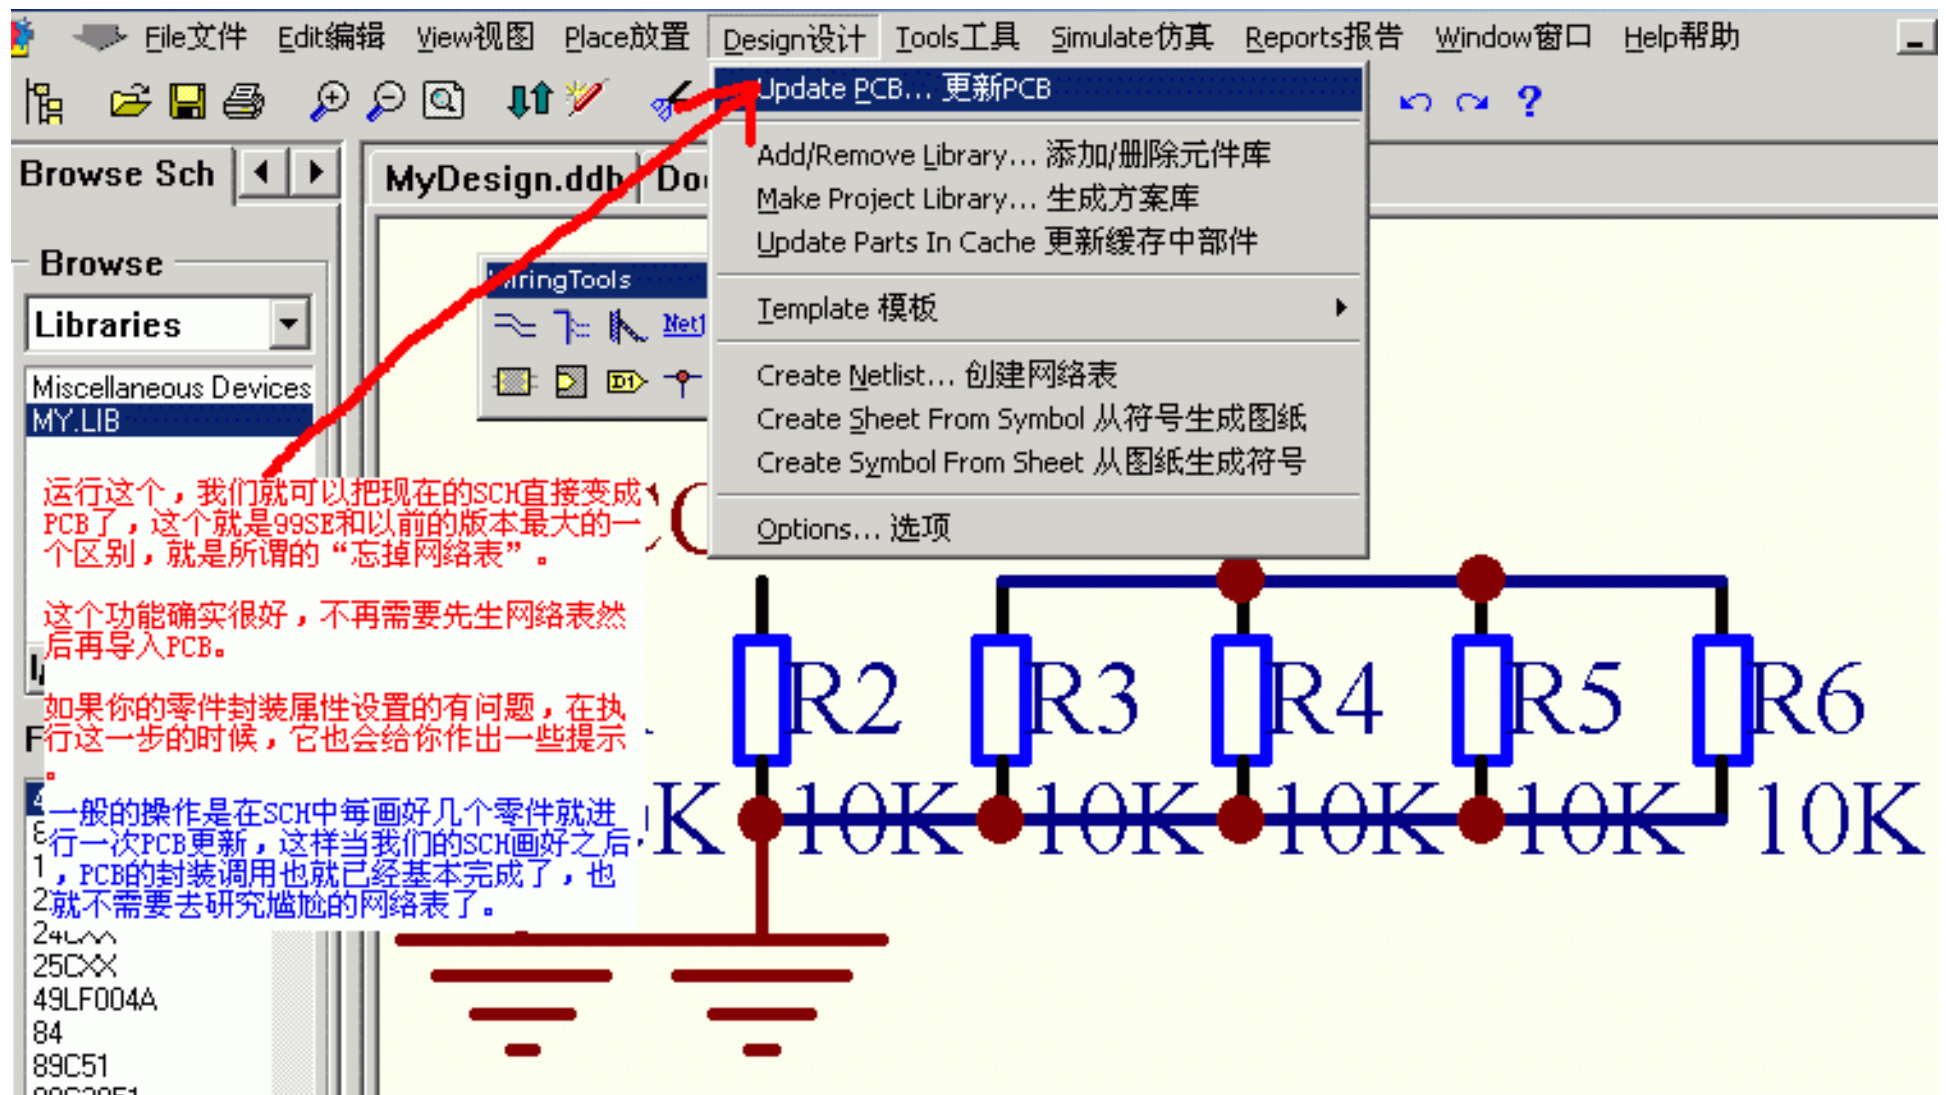 File文件 Edit编辑 View视图 Place放置 Design设计 Tools工具 Simulate仿真 Reports报告 Window窗口 Help帮助
Update PCB... 更新PCB
Add/Remove Library... 添加/删除元件库
Make Project Library... 生成方案库
Update Parts In Cache 更新缓存中部件
Template 模板
Create Netlist... 创建网络表
Create Sheet From Symbol 从符号生成图纸
Create Symbol From Sheet 从图纸生成符号
Options... 选项
Browse Sch
MyDesign.ddb
Browse
Libraries
Miscellaneous Devices
MY.LIB
WiringTools
Net1
D1
运行这个，我们就可以把现在的SCH直接变成
PCB了，这个就是99SE和以前的版本最大的一
个区别，就是所谓的“忘掉网络表”。
这个功能确实很好，不再需要先生网络表然
后再导入PCB。
如果你的零件封装属性设置的有问题，在执
行这一步的时候，它也会给你作出一些提示
。
一般的操作是在SCH中每画好几个零件就进
行一次PCB更新，这样当我们的SCH画好之后
，PCB的封装调用也就已经基本完成了，也
就不需要去研究尴尬的网络表了。
25CXX
49LF004A
84
89C51
R2 R3 R4 R5 R6
10K 10K 10K 10K 10K